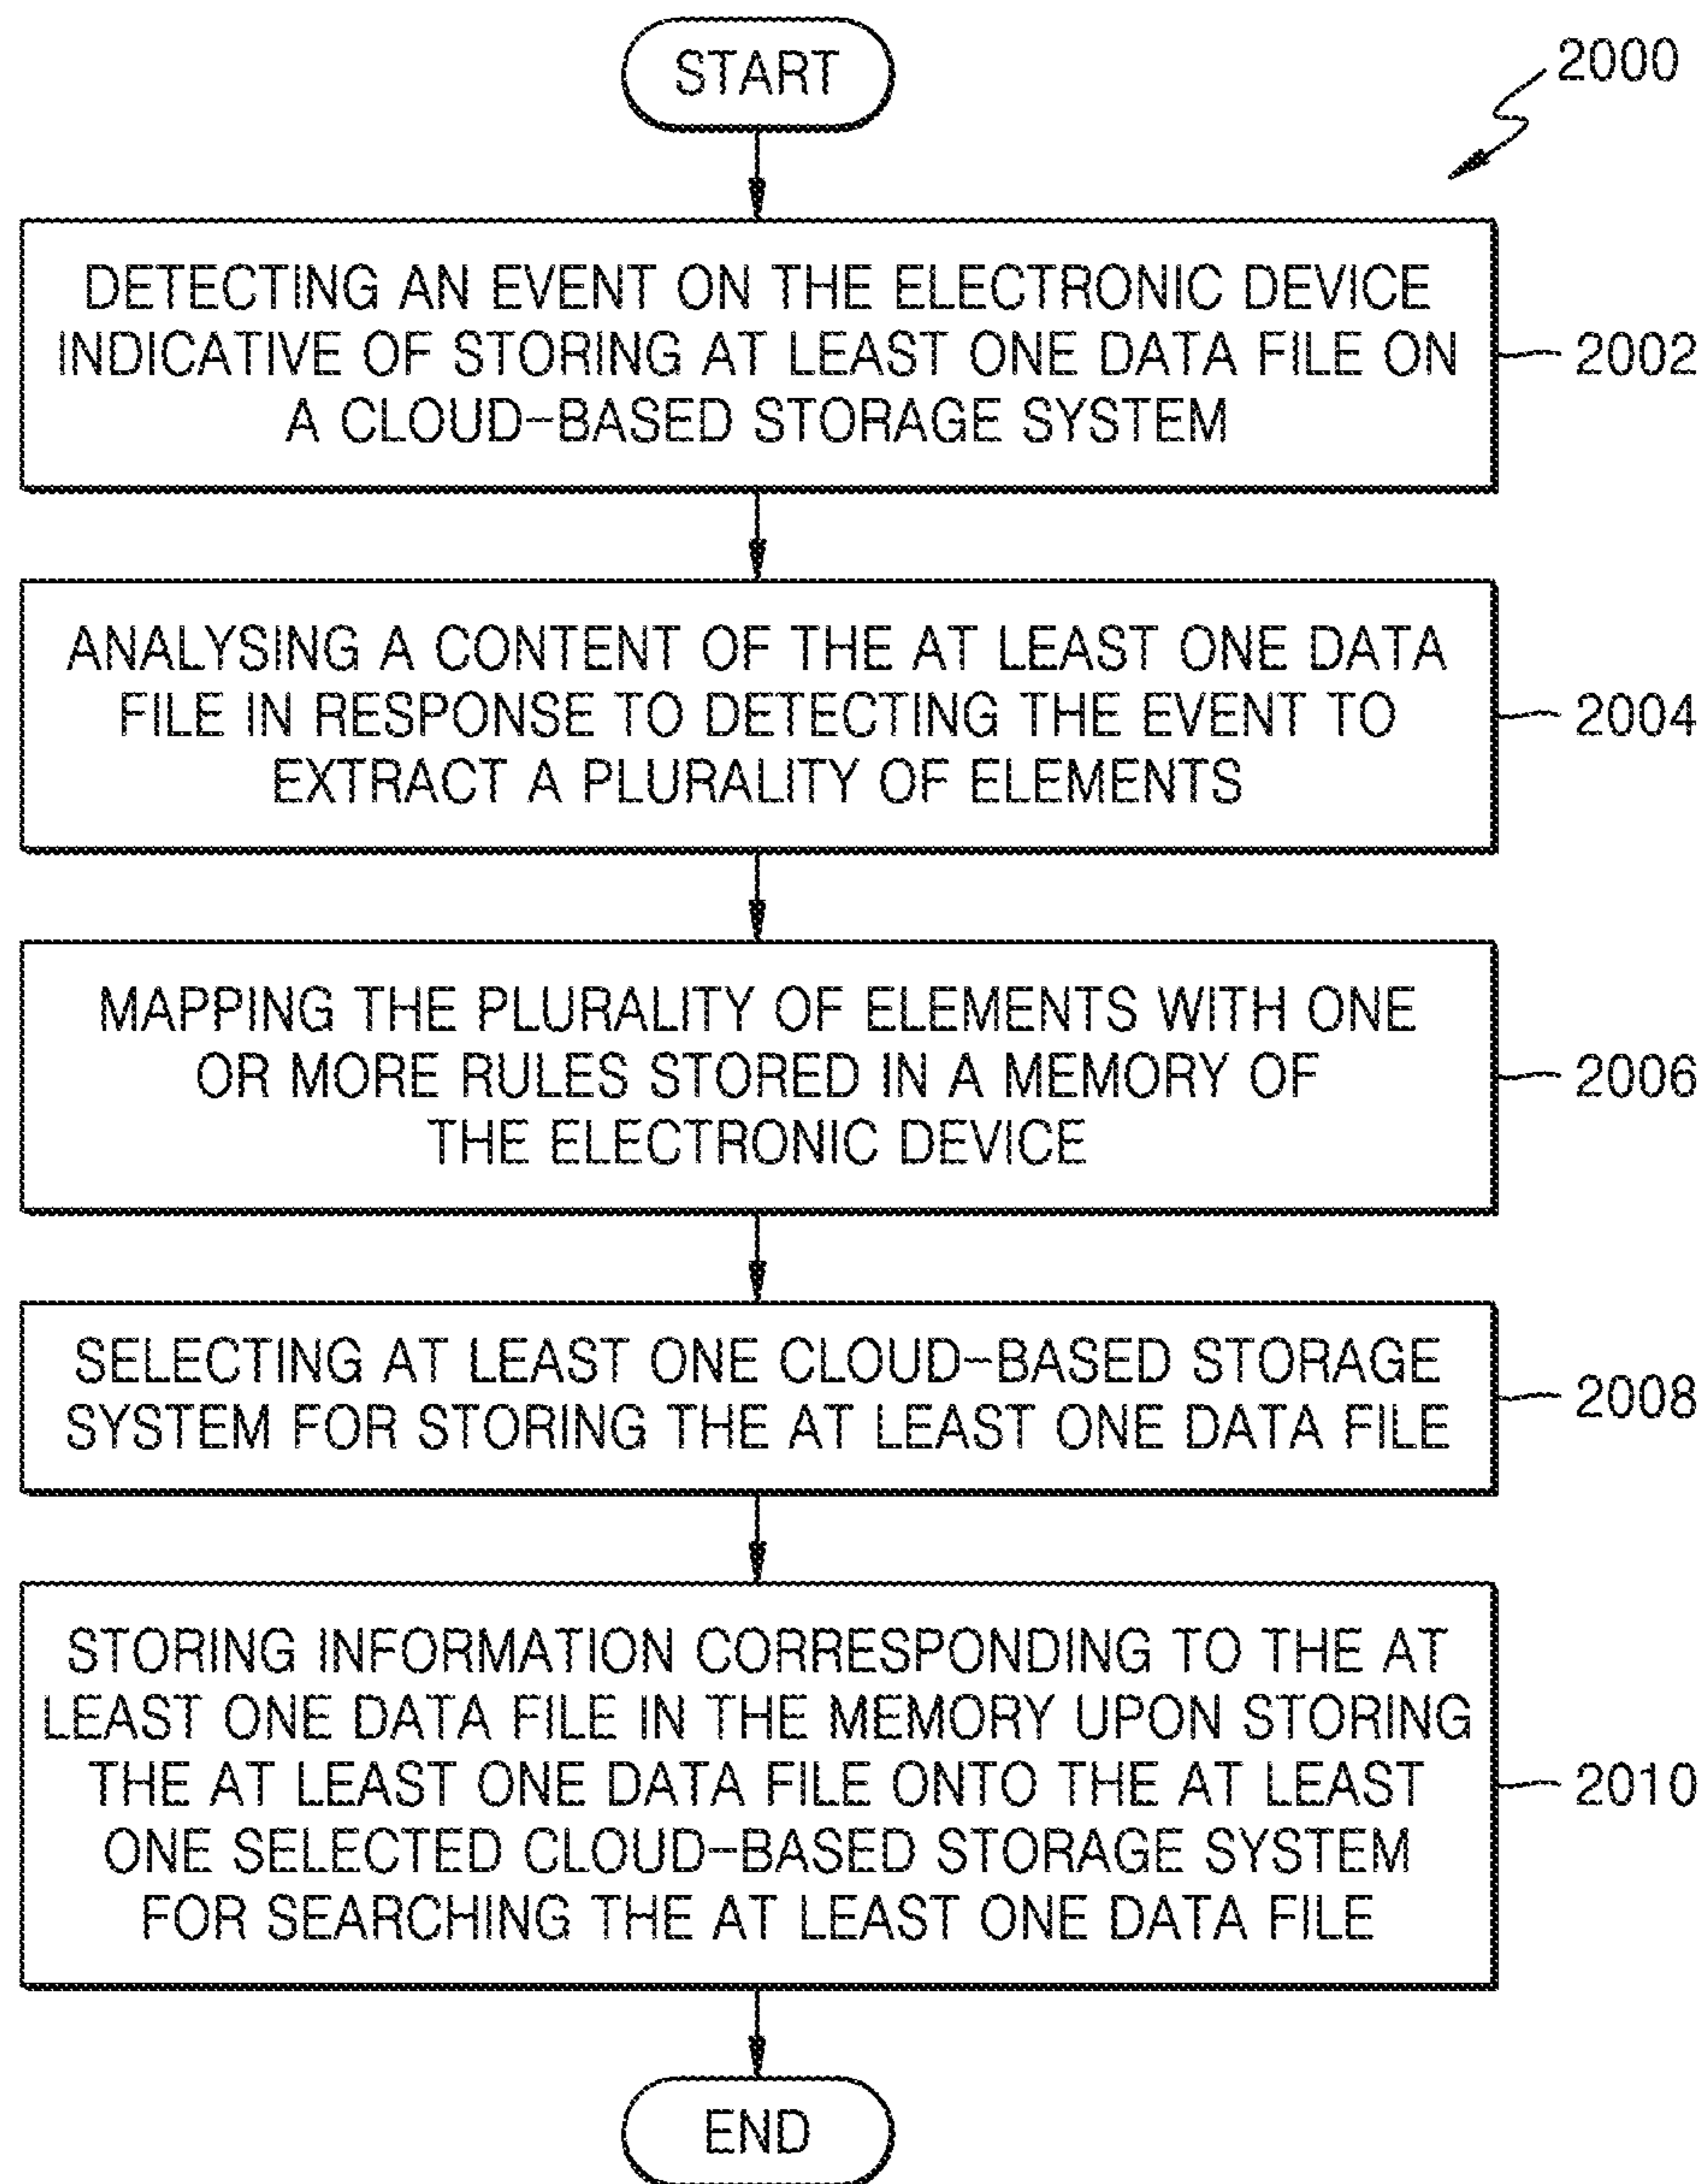 START
2000
DETECTING AN EVENT ON THE ELECTRONIC DEVICE
INDICATIVE OF STORING AT LEAST ONE DATA FILE ON
A CLOUD-BASED STORAGE SYSTEM
2002
ANALYSING A CONTENT OF THE AT LEAST ONE DATA
FILE IN RESPONSE TO DETECTING THE EVENT TO
EXTRACT A PLURALITY OF ELEMENTS
2004
MAPPING THE PLURALITY OF ELEMENTS WITH ONE
OR MORE RULES STORED IN A MEMORY OF
THE ELECTRONIC DEVICE
2006
SELECTING AT LEAST ONE CLOUD-BASED STORAGE
SYSTEM FOR STORING THE AT LEAST ONE DATA FILE
2008
STORING INFORMATION CORRESPONDING TO THE AT
LEAST ONE DATA FILE IN THE MEMORY UPON STORING
THE AT LEAST ONE DATA FILE ONTO THE AT LEAST
ONE SELECTED CLOUD-BASED STORAGE SYSTEM
FOR SEARCHING THE AT LEAST ONE DATA FILE
2010
END